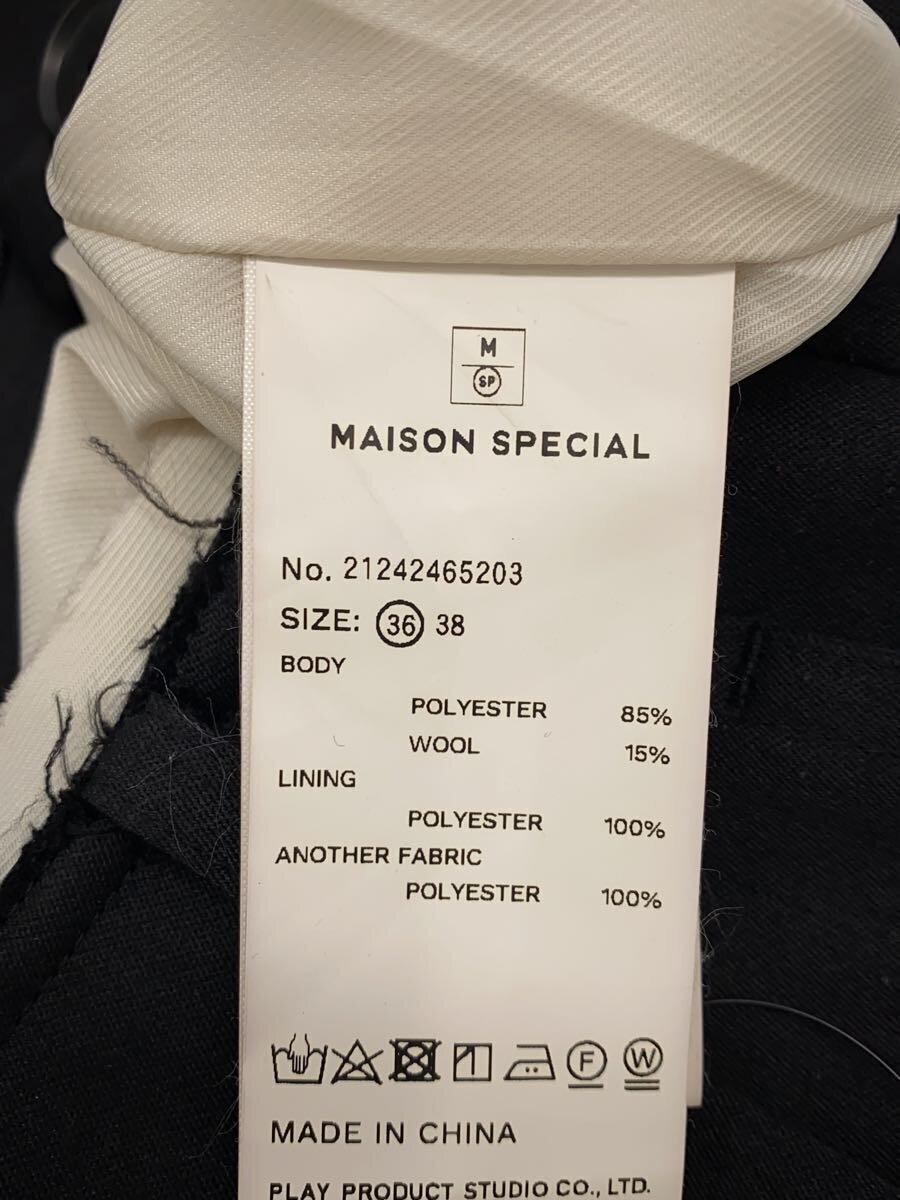 M
SP
MAISON SPECIAL
No. 21242465203
SIZE: 36 38
BODY
POLYESTER 85%
WOOL 15%
LINING
POLYESTER 100%
ANOTHER FABRIC
POLYESTER 100%
F W
MADE IN CHINA
PLAY PRODUCT STUDIO CO., LTD.